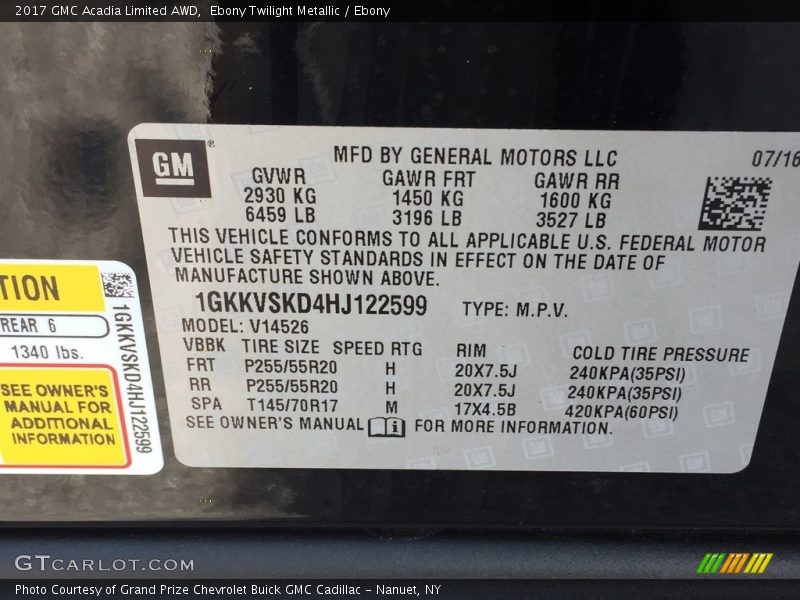 2017 GMC Acadia Limited AWD, Ebony Twilight Metallic / Ebony
GM®
MFD BY GENERAL MOTORS LLC
07/16
GVWR GAWR FRT GAWR RR
2930 KG 1450 KG 1600 KG
6459 LB 3196 LB 3527 LB
THIS VEHICLE CONFORMS TO ALL APPLICABLE U.S. FEDERAL MOTOR
VEHICLE SAFETY STANDARDS IN EFFECT ON THE DATE OF
MANUFACTURE SHOWN ABOVE.
1GKKVSKD4HJ122599 TYPE: M.P.V.
MODEL: V14526
VBBK TIRE SIZE SPEED RTG RIM COLD TIRE PRESSURE
FRT P255/55R20 H 20X7.5J 240KPA(35PSI)
RR P255/55R20 H 20X7.5J 240KPA(35PSI)
SPA T145/70R17 M 17X4.5B 420KPA(60PSI)
SEE OWNER'S MANUAL i FOR MORE INFORMATION.
TION
REAR 6
1340 lbs.
SEE OWNER'S
MANUAL FOR
ADDITIONAL
INFORMATION
1GKKVSKD4HJ122599
GTCARLOT.COM
Photo Courtesy of Grand Prize Chevrolet Buick GMC Cadillac - Nanuet, NY